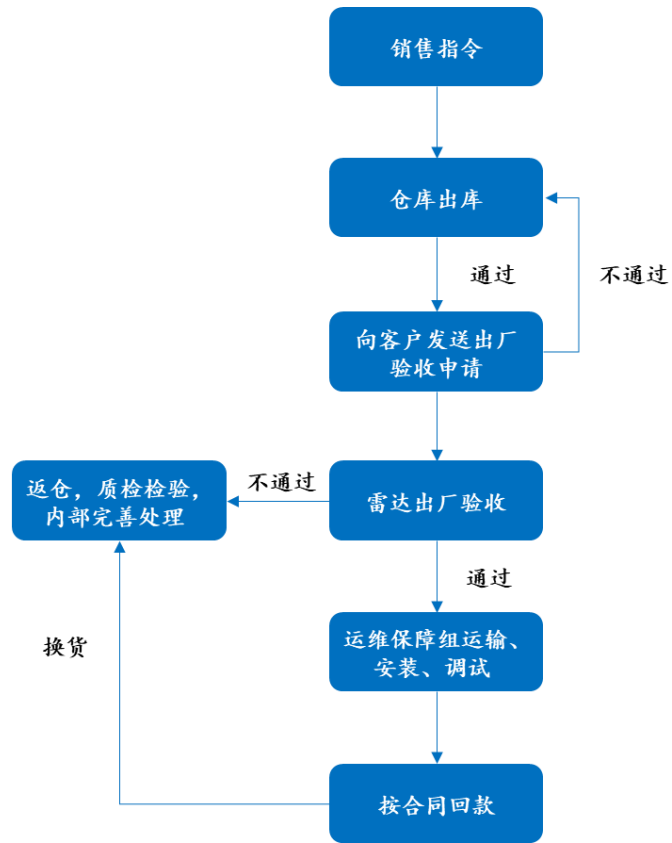 销售指令
仓库出库
通过
不通过
向客户发送出厂
验收申请
返仓，质检检验，
内部完善处理
不通过
雷达出厂验收
通过
换货
运维保障组运输、
安装、调试
按合同回款